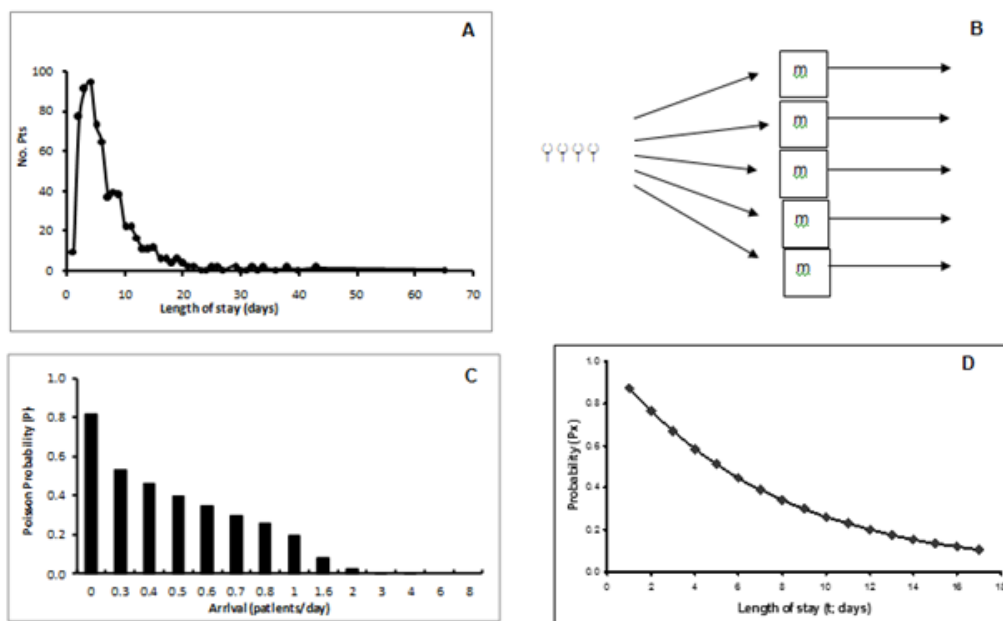 A
100
80
60
40
20
0
No. Pts
0 10 20 30 40 50 60 70
Length of stay (days)
B
m
m
m
m
m
C
1.0
0.8
0.6
0.4
0.2
0.0
Poisson Probability (P)
0 0.3 0.4 0.5 0.6 0.7 0.8 1 1.6 2 3 4 6 8
Arrival (patients/day)
D
1.0
0.8
0.6
0.4
0.2
0.0
Probability (Px)
0 2 4 6 8 10 12 14 16 18
Length of stay (t; days)